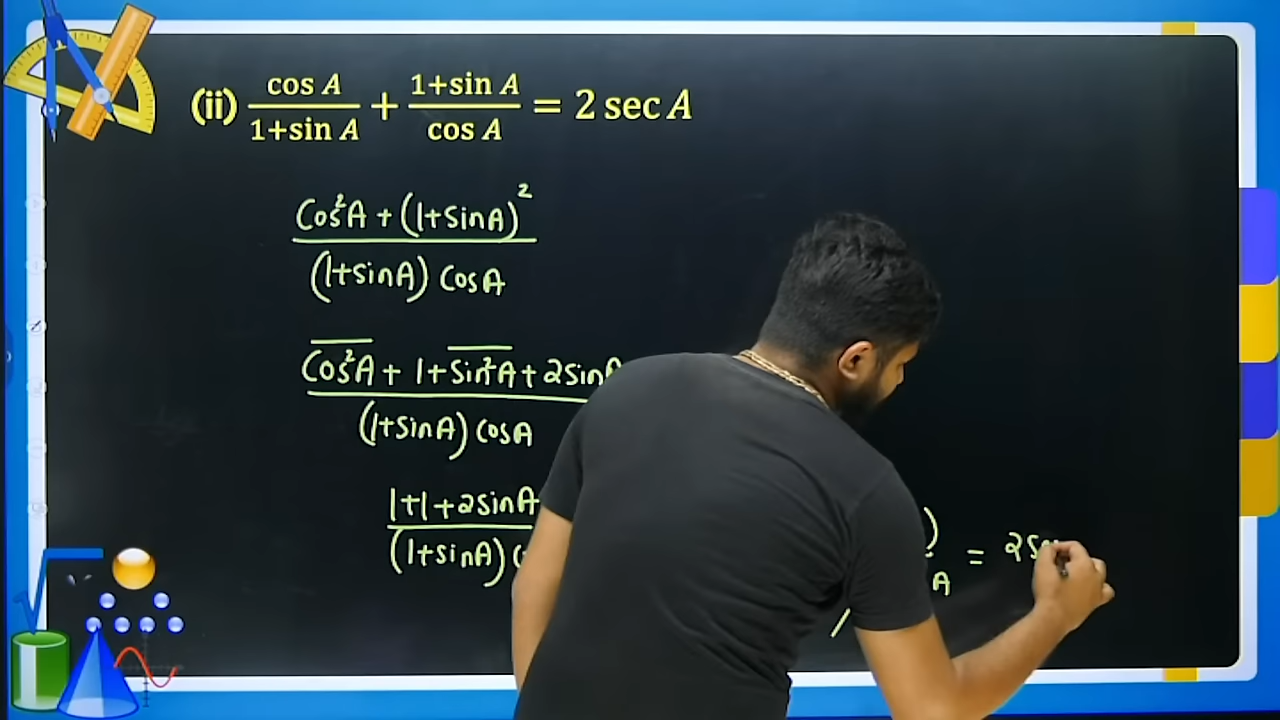 (ii) cos A / 1+sin A + 1+sin A / cos A = 2 sec A
Cos²A + (1+SinA)²
(1+sinA) CosA
Cos²A + 1+Sin²A + 2sinA
(1+sinA) cosA
1+1+2sinA
(1+sinA)
) = 2
A